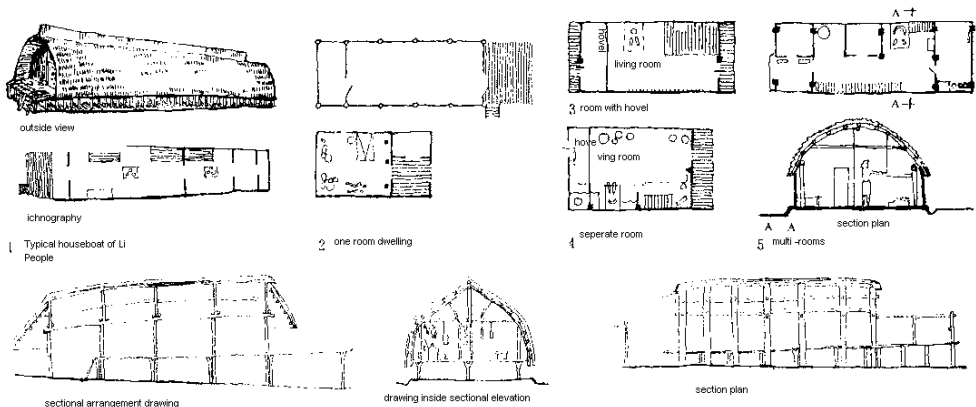 outside view
ichnography
1 Typical houseboat of Li
People
2 one room dwelling
hovel
living room
3 room with hovel
hove
ving room
4 seperate room
A
A
section plan
A A
5 multi -rooms
sectional arrangement drawing
drawing inside sectional elevation
section plan